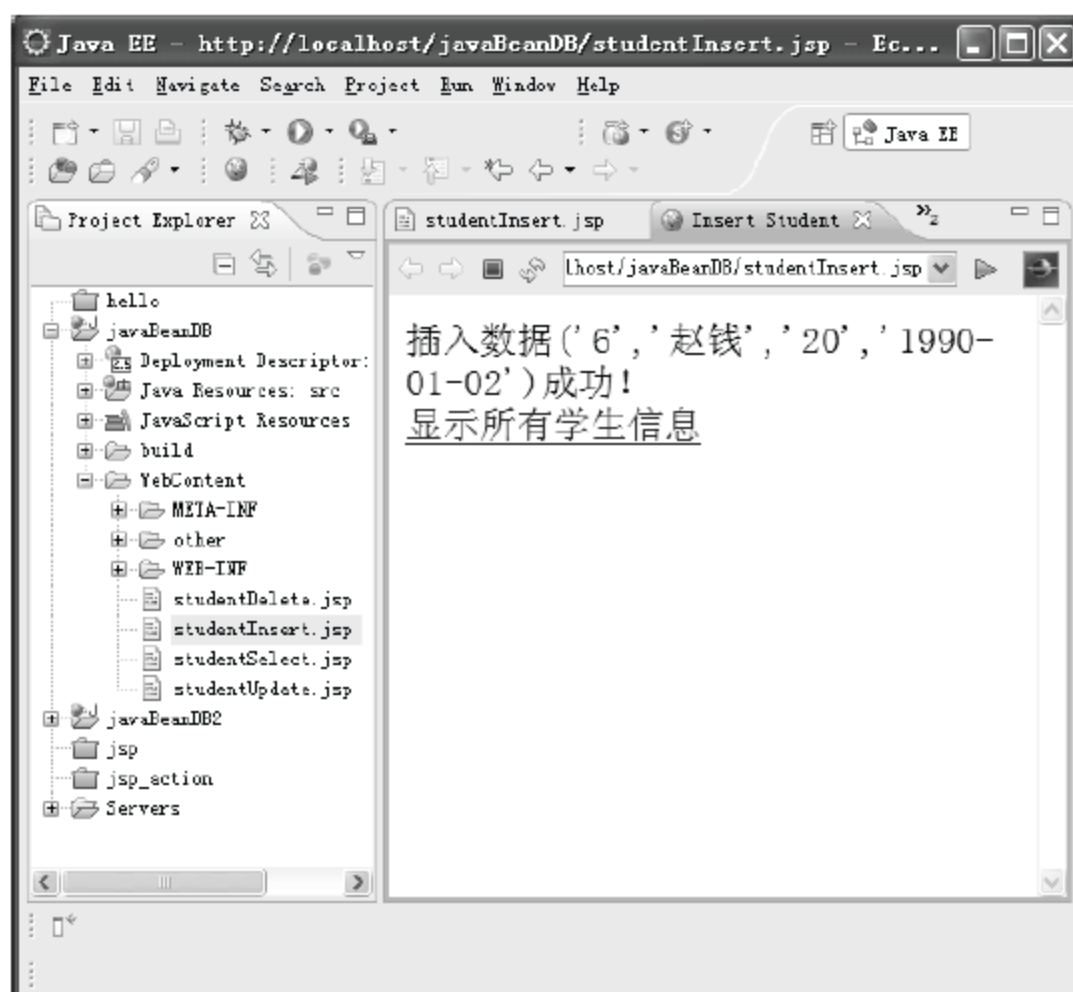 Java EE - http://localhost/javaBeanDB/studentInsert.jsp - Ec...
File Edit Navigate Search Project Run Window Help
Java EE
Project Explorer
studentInsert.jsp
Insert Student
»2
lhost/javaBeanDB/studentInsert.jsp
hello
javaBeanDB
Deployment Descriptor:
Java Resources: src
JavaScript Resources
build
WebContent
META-INF
other
WEB-INF
studentDelete.jsp
studentInsert.jsp
studentSelect.jsp
studentUpdate.jsp
javaBeanDB2
jsp
jsp_action
Servers
插入数据('6','赵钱','20','1990-
01-02')成功!
显示所有学生信息